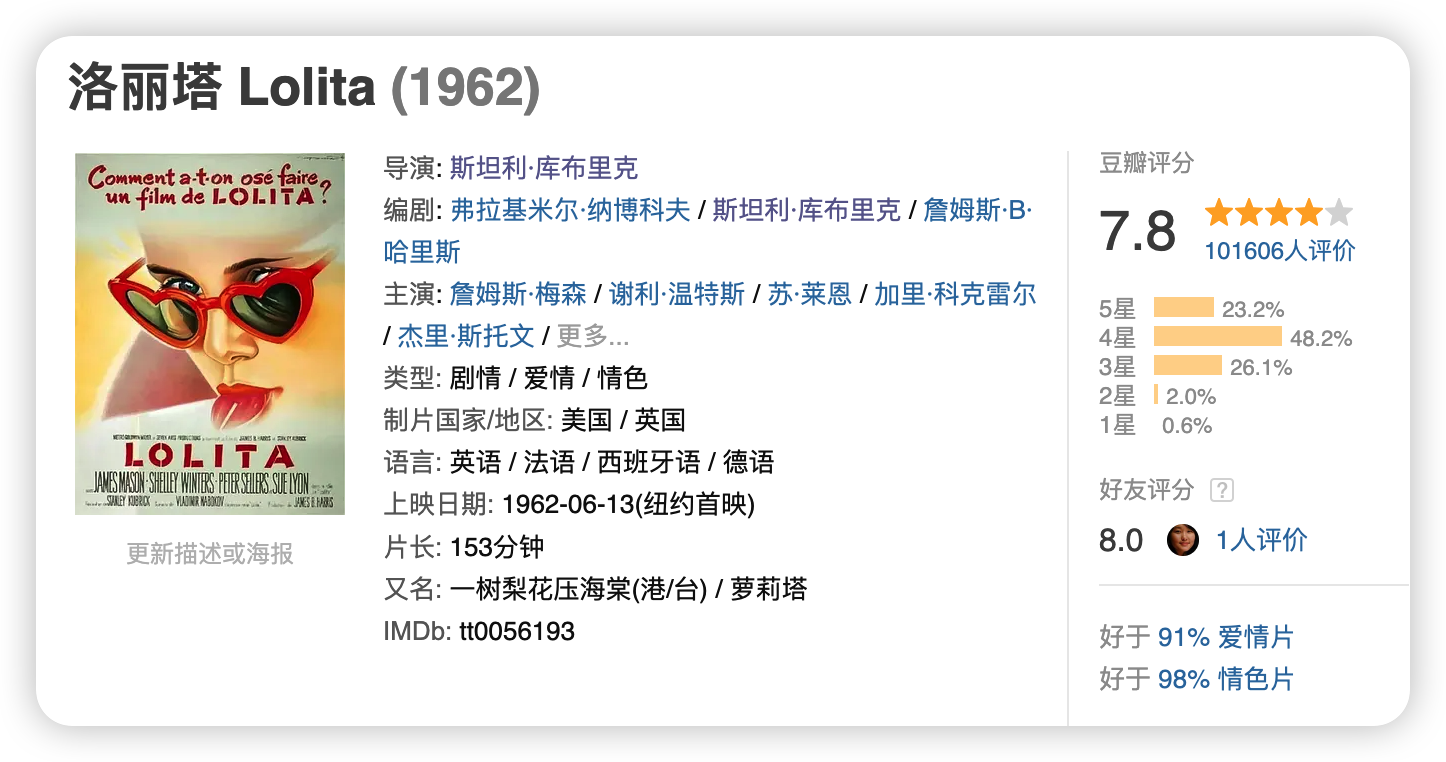 洛丽塔 Lolita (1962)
Comment a-t-on osé faire
un film de LOLITA?
METRO-GOLDWYN-MAYER
JAMES B. HARRIS
STANLEY KUBRICK
LOLITA
JAMES MASON · SHELLEY WINTERS · PETER SELLERS, SUE LYON
STANLEY KUBRICK
VLADIMIR NABOKOV
JAMES B. HARRIS
更新描述或海报
导演: 斯坦利·库布里克
编剧: 弗拉基米尔·纳博科夫 / 斯坦利·库布里克 / 詹姆斯·B·
哈里斯
主演: 詹姆斯·梅森 / 谢利·温特斯 / 苏·莱恩 / 加里·科克雷尔
/ 杰里·斯托文 / 更多...
类型: 剧情 / 爱情 / 情色
制片国家/地区: 美国 / 英国
语言: 英语 / 法语 / 西班牙语 / 德语
上映日期: 1962-06-13(纽约首映)
片长: 153分钟
又名: 一树梨花压海棠(港/台) / 萝莉塔
IMDb: tt0056193
豆瓣评分
7.8
101606人评价
5星 23.2%
4星 48.2%
3星 26.1%
2星 2.0%
1星 0.6%
好友评分 ?
8.0 1人评价
好于 91% 爱情片
好于 98% 情色片